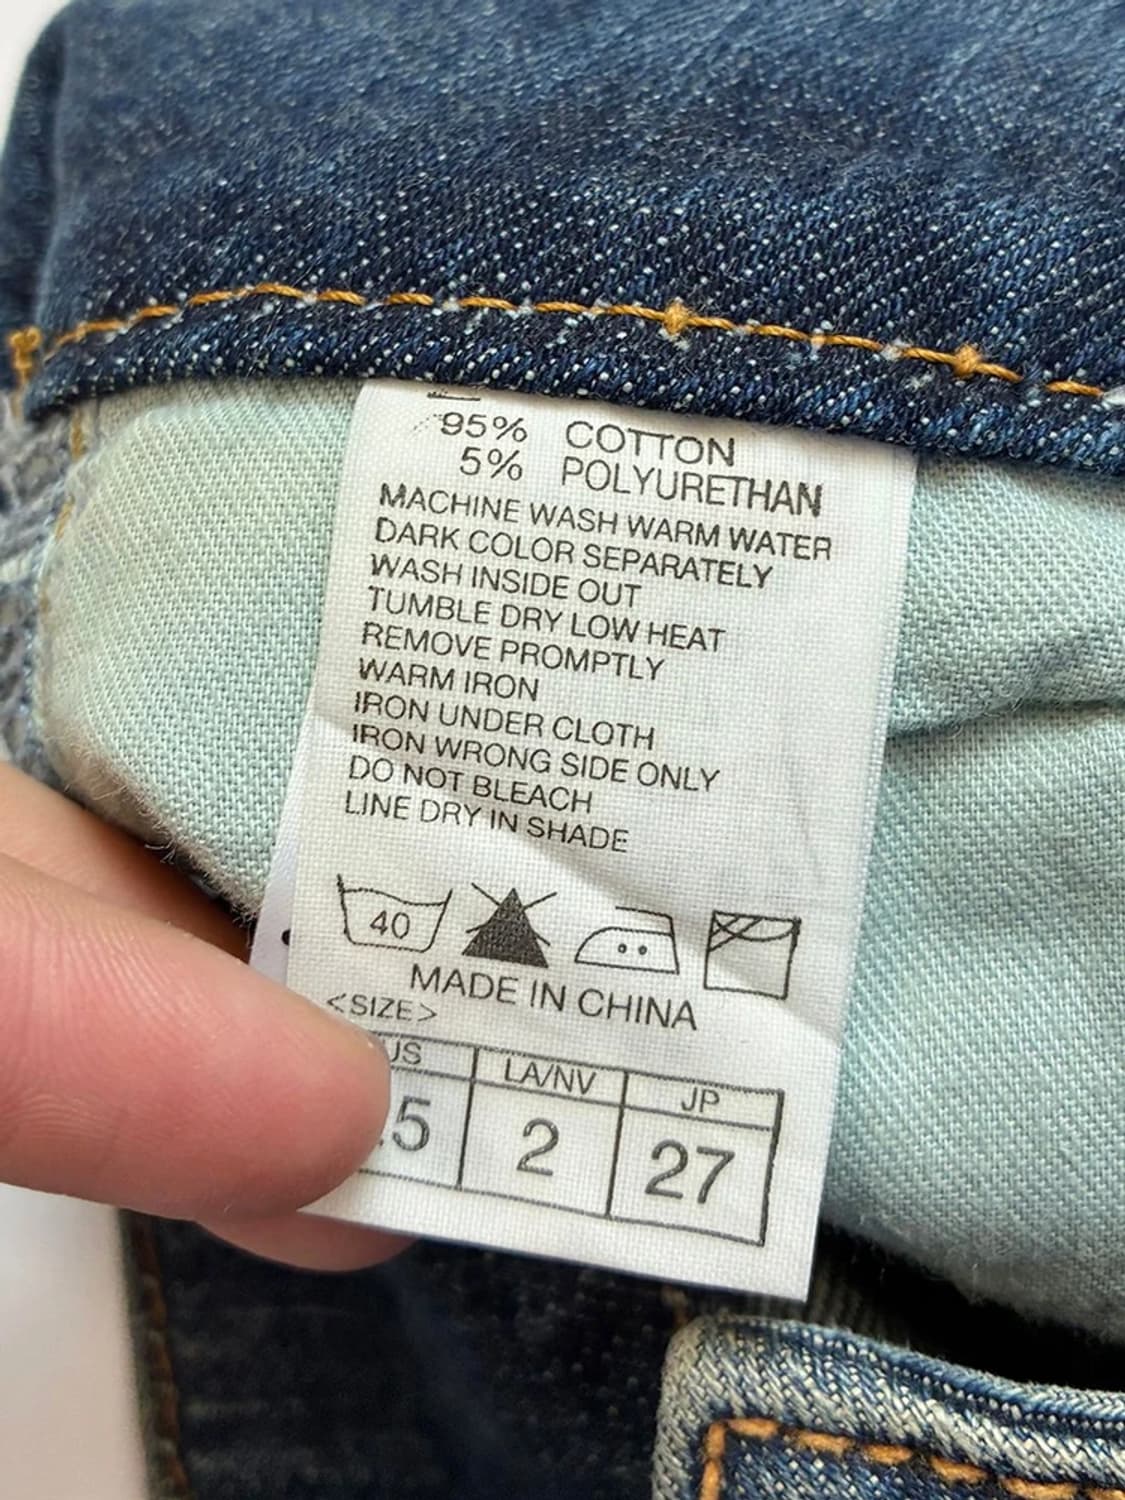 95% COTTON
5% POLYURETHAN
MACHINE WASH WARM WATER
DARK COLOR SEPARATELY
WASH INSIDE OUT
TUMBLE DRY LOW HEAT
REMOVE PROMPTLY
WARM IRON
IRON UNDER CLOTH
IRON WRONG SIDE ONLY
DO NOT BLEACH
LINE DRY IN SHADE
40
MADE IN CHINA
<SIZE>
US LA/NV JP
.5 2 27